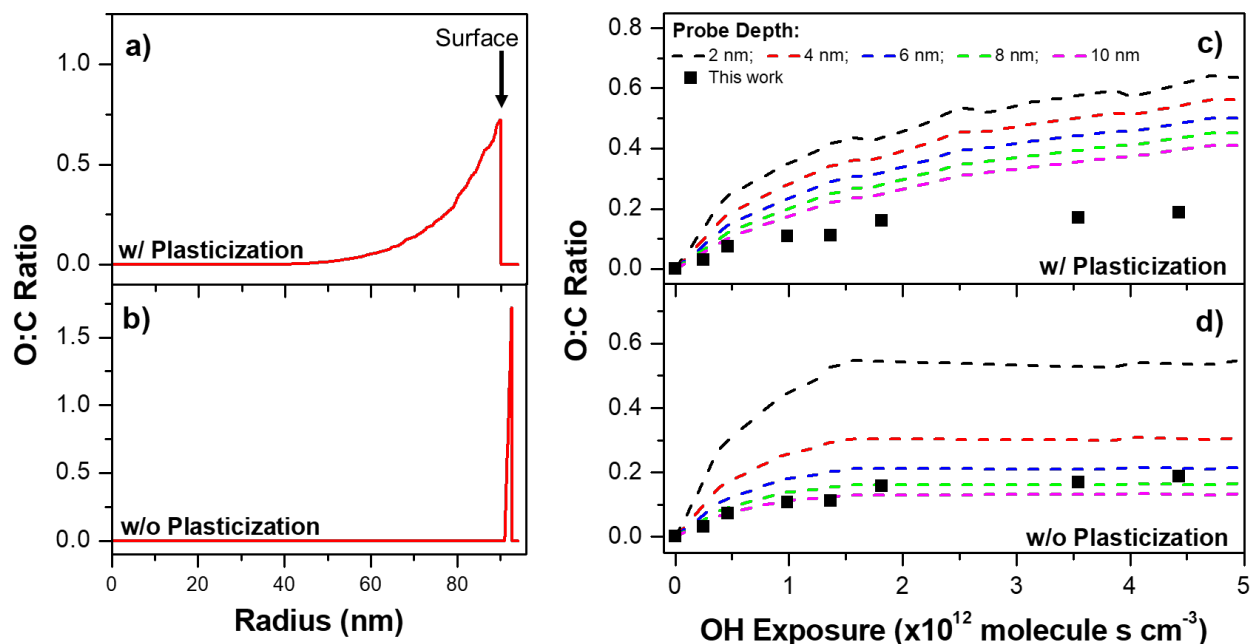 a)
Surface
1.0
0.5
0.0
w/ Plasticization
b)
1.5
1.0
0.5
0.0
w/o Plasticization
0 20 40 60 80
Radius (nm)
O:C Ratio
c)
Probe Depth:
2 nm; 4 nm; 6 nm; 8 nm; 10 nm
This work
0.8
0.6
0.4
0.2
0.0
w/ Plasticization
d)
0.6
0.4
0.2
0.0
w/o Plasticization
0 1 2 3 4 5
OH Exposure (x10¹² molecule s cm⁻³)
O:C Ratio